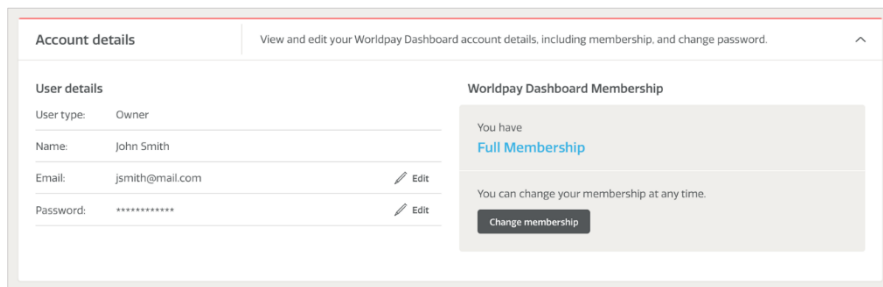 Account details
View and edit your Worldpay Dashboard account details, including membership, and change password.
User details
User type: Owner
Name: John Smith
Email: jsmith@mail.com Edit
Password: ************ Edit
Worldpay Dashboard Membership
You have
Full Membership
You can change your membership at any time.
Change membership